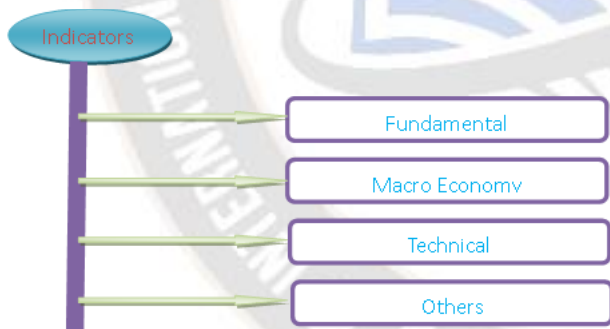 Indicators
Fundamental
Macro Economy
Technical
Others